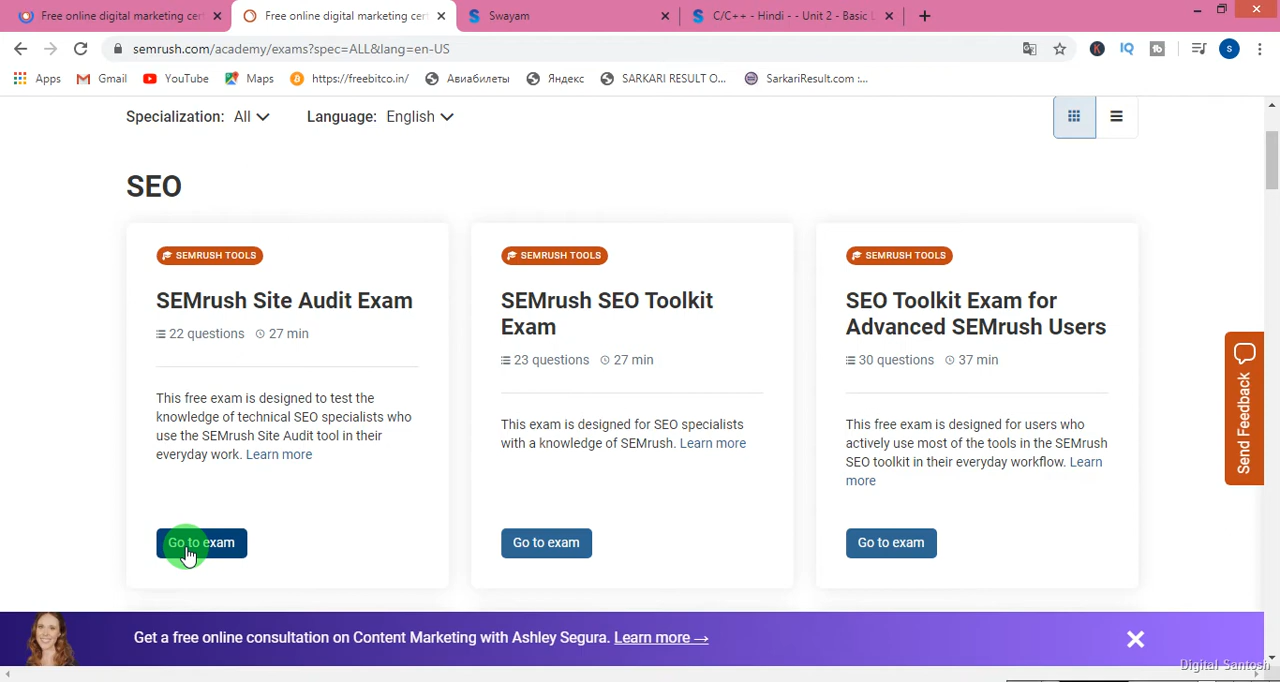 Free online digital marketing cer
Free online digital marketing cer
Swayam
C/C++ - Hindi - - Unit 2 - Basic D
semrush.com/academy/exams?spec=ALL&lang=en-US
K
IQ
S
Apps
Gmail
YouTube
Maps
https://freebitco.in/
Авиабилеты
Яндекс
SARKARI RESULT O...
SarkariResult.com :...
Specialization: All
Language: English
SEO
SEMRUSH TOOLS
SEMrush Site Audit Exam
22 questions 27 min
This free exam is designed to test the
knowledge of technical SEO specialists who
use the SEMrush Site Audit tool in their
everyday work. Learn more
Go to exam
SEMRUSH TOOLS
SEMrush SEO Toolkit
Exam
23 questions 27 min
This exam is designed for SEO specialists
with a knowledge of SEMrush. Learn more
Go to exam
SEMRUSH TOOLS
SEO Toolkit Exam for
Advanced SEMrush Users
30 questions 37 min
This free exam is designed for users who
actively use most of the tools in the SEMrush
SEO toolkit in their everyday workflow. Learn
more
Go to exam
Send Feedback
Get a free online consultation on Content Marketing with Ashley Segura. Learn more →
Digital Santosh